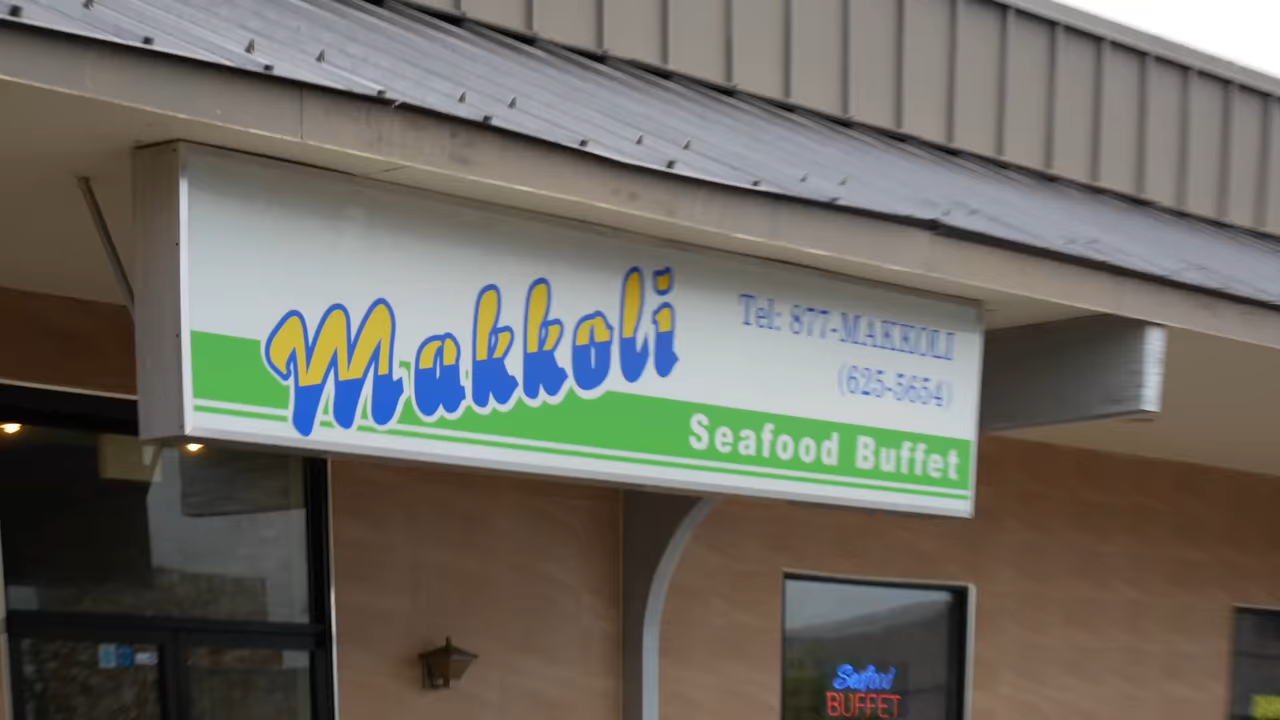 Makkoli
Tel: 877-MAKKOLI
(625-5654)
Seafood Buffet
Seafood
BUFFET